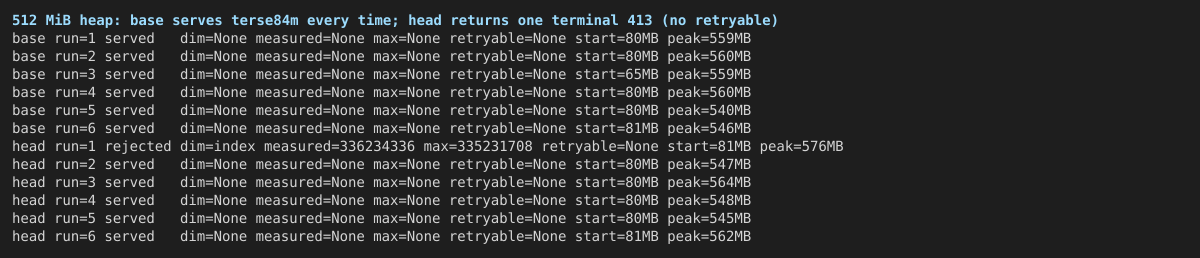 512 MiB heap: base serves terse84m every time; head returns one terminal 413 (no retryable)
base run=1 served   dim=None measured=None max=None retryable=None start=80MB peak=559MB
base run=2 served   dim=None measured=None max=None retryable=None start=80MB peak=560MB
base run=3 served   dim=None measured=None max=None retryable=None start=65MB peak=559MB
base run=4 served   dim=None measured=None max=None retryable=None start=80MB peak=560MB
base run=5 served   dim=None measured=None max=None retryable=None start=80MB peak=540MB
base run=6 served   dim=None measured=None max=None retryable=None start=81MB peak=546MB
head run=1 rejected dim=index measured=336234336 max=335231708 retryable=None start=81MB peak=576MB
head run=2 served   dim=None measured=None max=None retryable=None start=80MB peak=547MB
head run=3 served   dim=None measured=None max=None retryable=None start=80MB peak=564MB
head run=4 served   dim=None measured=None max=None retryable=None start=80MB peak=548MB
head run=5 served   dim=None measured=None max=None retryable=None start=80MB peak=545MB
head run=6 served   dim=None measured=None max=None retryable=None start=81MB peak=562MB